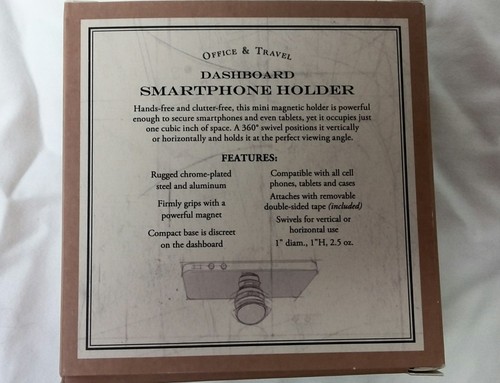 OFFICE & TRAVEL
DASHBOARD
SMARTPHONE HOLDER
Hands-free and clutter-free, this mini magnetic holder is powerful
enough to secure smartphones and even tablets, yet it occupies just
one cubic inch of space. A 360° swivel positions it vertically
or horizontally and holds it at the perfect viewing angle.
FEATURES:
Rugged chrome-plated
steel and aluminum
Firmly grips with a
powerful magnet
Compact base is discreet
on the dashboard
Compatible with all cell
phones, tablets and cases
Attaches with removable
double-sided tape (included)
Swivels for vertical or
horizontal use
1" diam., 1"H, 2.5 oz.